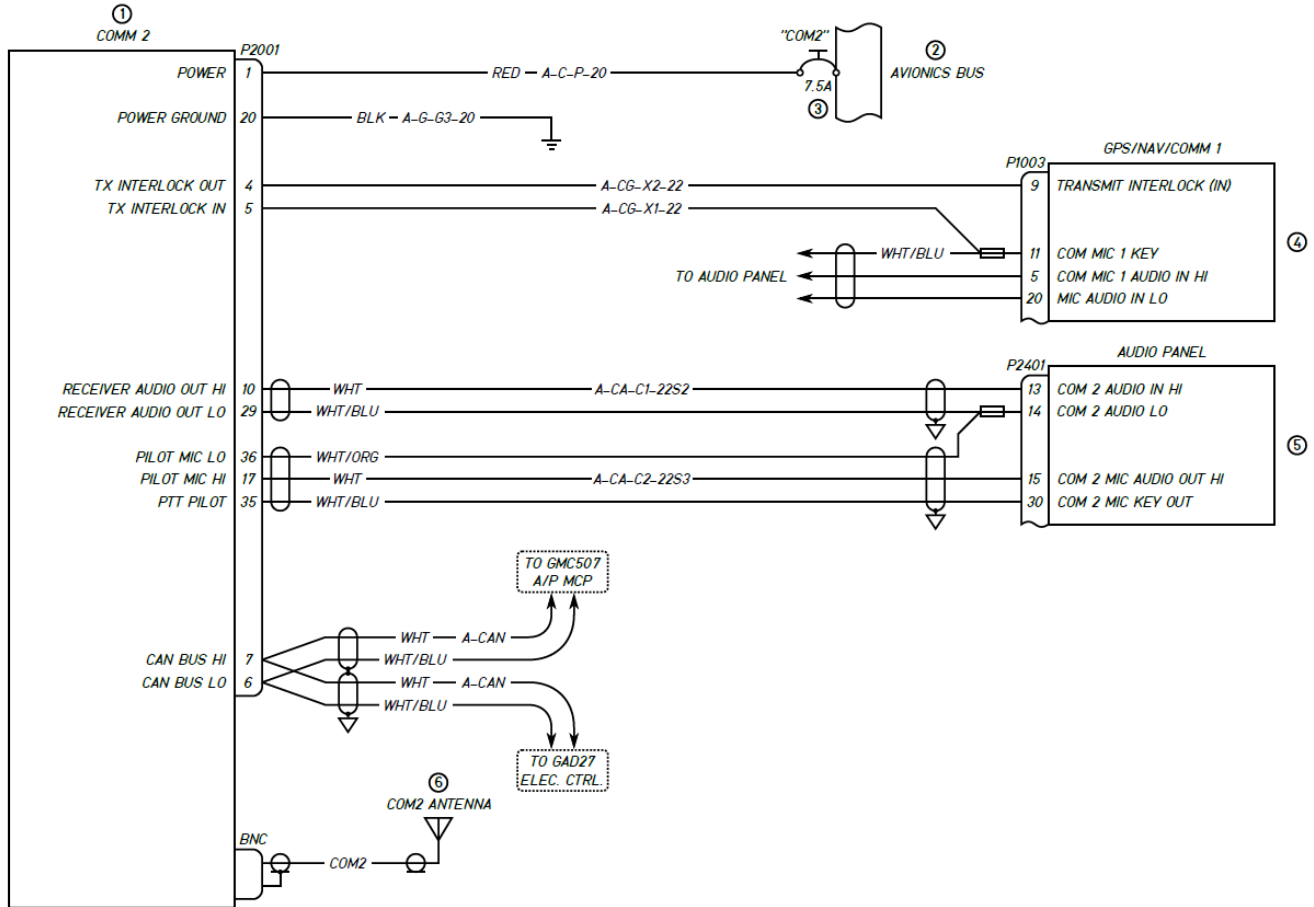 ①
COMM 2
P2001
POWER 1 RED A-C-P-20
"COM2"
7.5A
③
②
AVIONICS BUS
POWER GROUND 20 BLK A-G-G3-20
GPS/NAV/COMM 1
P1003
TX INTERLOCK OUT 4 A-CG-X2-22 9 TRANSMIT INTERLOCK (IN)
TX INTERLOCK IN 5 A-CG-X1-22
④
WHT/BLU 11 COM MIC 1 KEY
TO AUDIO PANEL 5 COM MIC 1 AUDIO IN HI
20 MIC AUDIO IN LO
AUDIO PANEL
P2401
RECEIVER AUDIO OUT HI 10 WHT A-CA-C1-22S2 13 COM 2 AUDIO IN HI
RECEIVER AUDIO OUT LO 29 WHT/BLU 14 COM 2 AUDIO LO
⑤
PILOT MIC LO 36 WHT/ORG
PILOT MIC HI 17 WHT A-CA-C2-22S3 15 COM 2 MIC AUDIO OUT HI
PTT PILOT 35 WHT/BLU 30 COM 2 MIC KEY OUT
TO GMC507
A/P MCP
WHT A-CAN
CAN BUS HI 7 WHT/BLU
CAN BUS LO 6 WHT A-CAN
WHT/BLU
TO GAD27
ELEC. CTRL.
⑥
COM2 ANTENNA
BNC
COM2